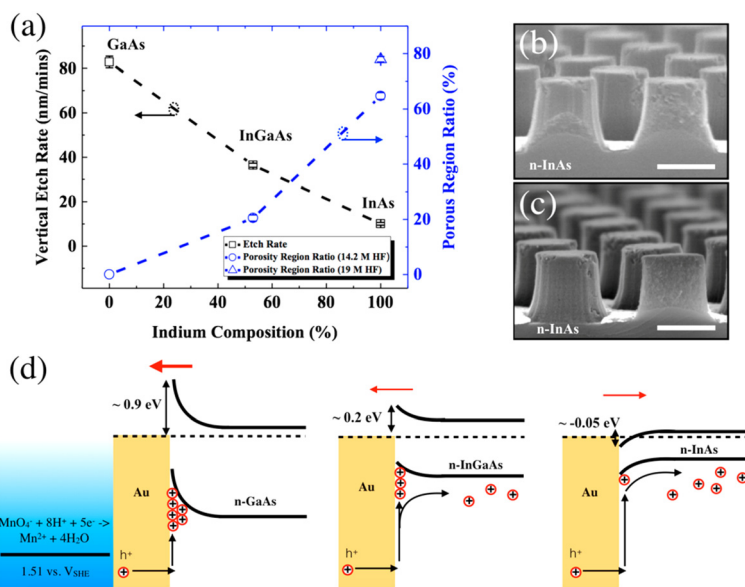 (a)
GaAs
InGaAs
InAs
80
60
40
20
0
Vertical Etch Rate (nm/mins)
80
60
40
20
0
Porous Region Ratio (%)
Etch Rate
Porosity Region Ratio (14.2 M HF)
Porosity Region Ratio (19 M HF)
0 20 40 60 80 100
Indium Composition (%)
(b)
n-InAs
(c)
n-InAs
(d)
~ 0.9 eV
Au
n-GaAs
h⁺
MnO₄⁻ + 8H⁺ + 5e⁻ ->
Mn²⁺ + 4H₂O
1.51 vs. V_SHE
~ 0.2 eV
Au
n-InGaAs
h⁺
~ -0.05 eV
Au
n-InAs
h⁺